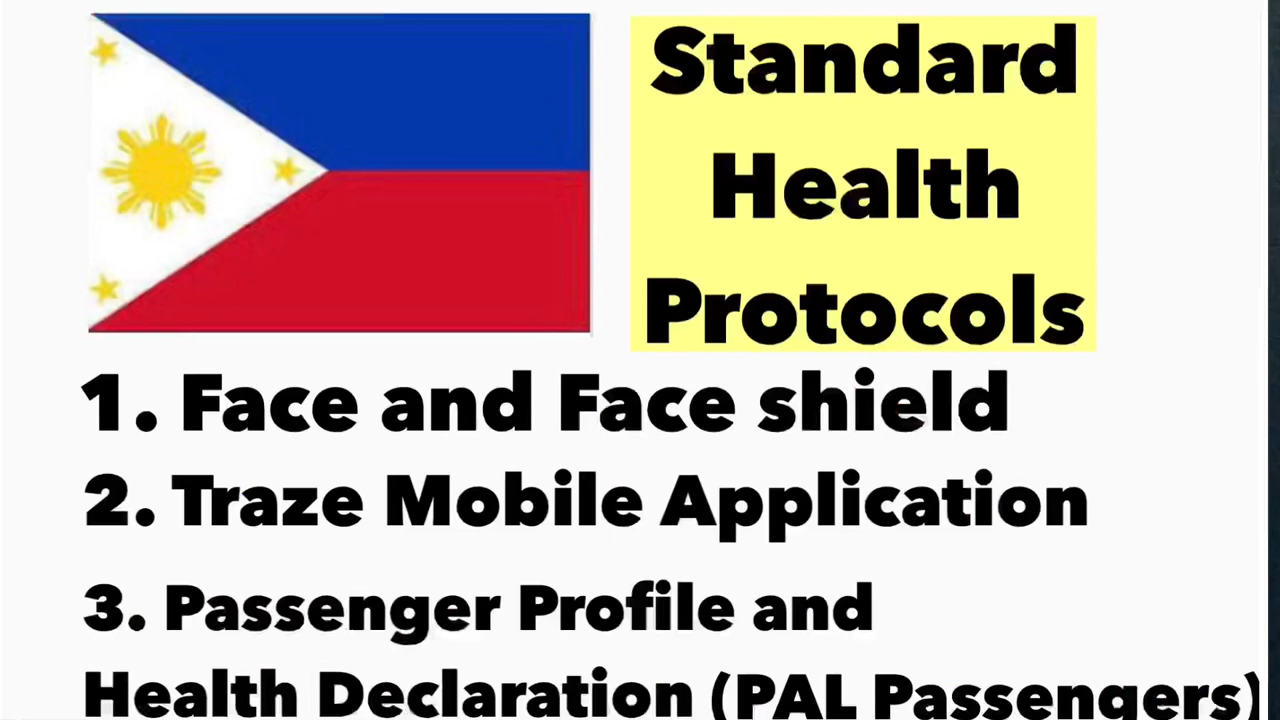 Standard
Health
Protocols
1. Face and Face shield
2. Traze Mobile Application
3. Passenger Profile and
Health Declaration (PAL Passengers)